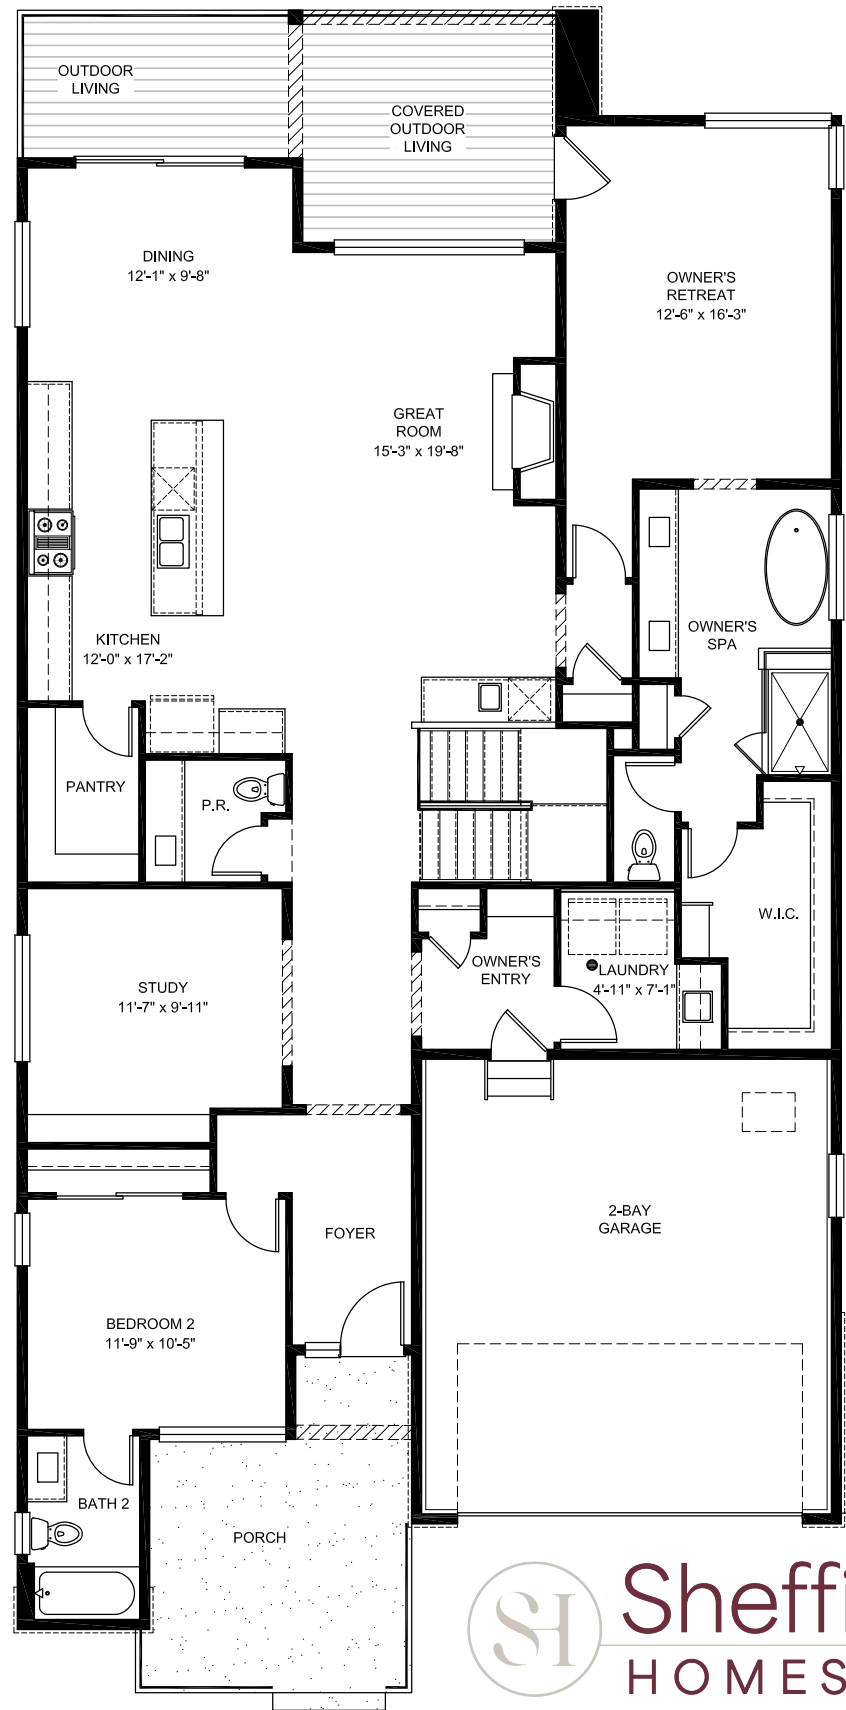 OUTDOOR
LIVING
COVERED
OUTDOOR
LIVING
DINING
12'-1" x 9'-8"
OWNER'S
RETREAT
12'-6" x 16'-3"
GREAT
ROOM
15'-3" x 19'-8"
KITCHEN
12'-0" x 17'-2"
OWNER'S
SPA
PANTRY
P.R.
W.I.C.
OWNER'S
ENTRY
LAUNDRY
4'-11" x 7'-1"
STUDY
11'-7" x 9'-11"
2-BAY
GARAGE
FOYER
BEDROOM 2
11'-9" x 10'-5"
BATH 2
PORCH
SH
Sheffi
HOMES